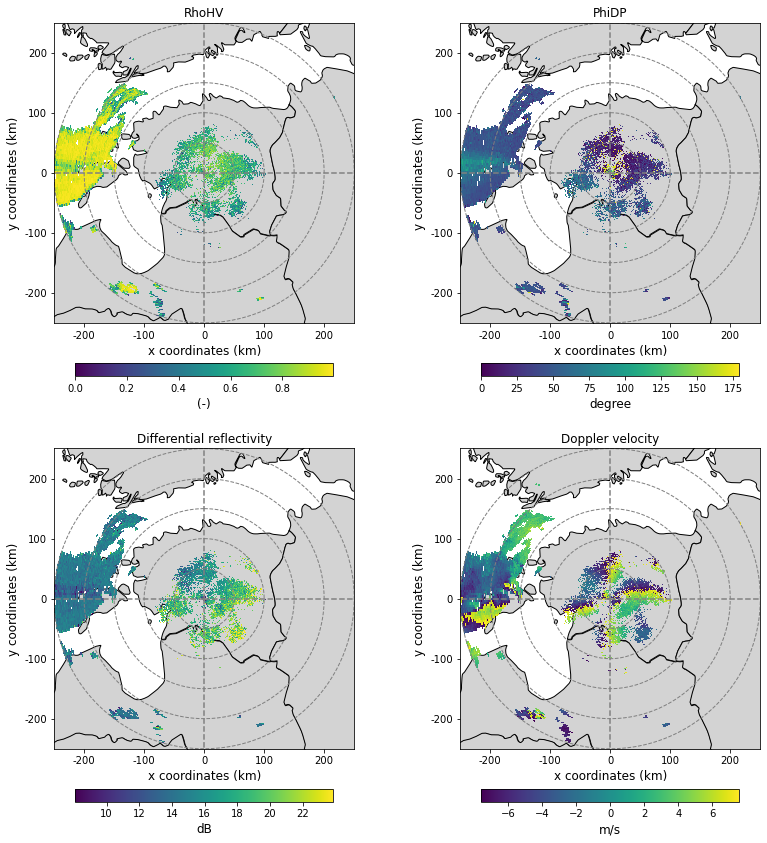 RhoHV
PhiDP
200
100
0
-100
-200
y coordinates (km)
-200 -100 0 100 200
x coordinates (km)
0.0 0.2 0.4 0.6 0.8
(-)
200
100
0
-100
-200
y coordinates (km)
-200 -100 0 100 200
x coordinates (km)
0 25 50 75 100 125 150 175
degree
Differential reflectivity
Doppler velocity
200
100
0
-100
-200
y coordinates (km)
-200 -100 0 100 200
x coordinates (km)
10 12 14 16 18 20 22
dB
200
100
0
-100
-200
y coordinates (km)
-200 -100 0 100 200
x coordinates (km)
−6 −4 −2 0 2 4 6
m/s